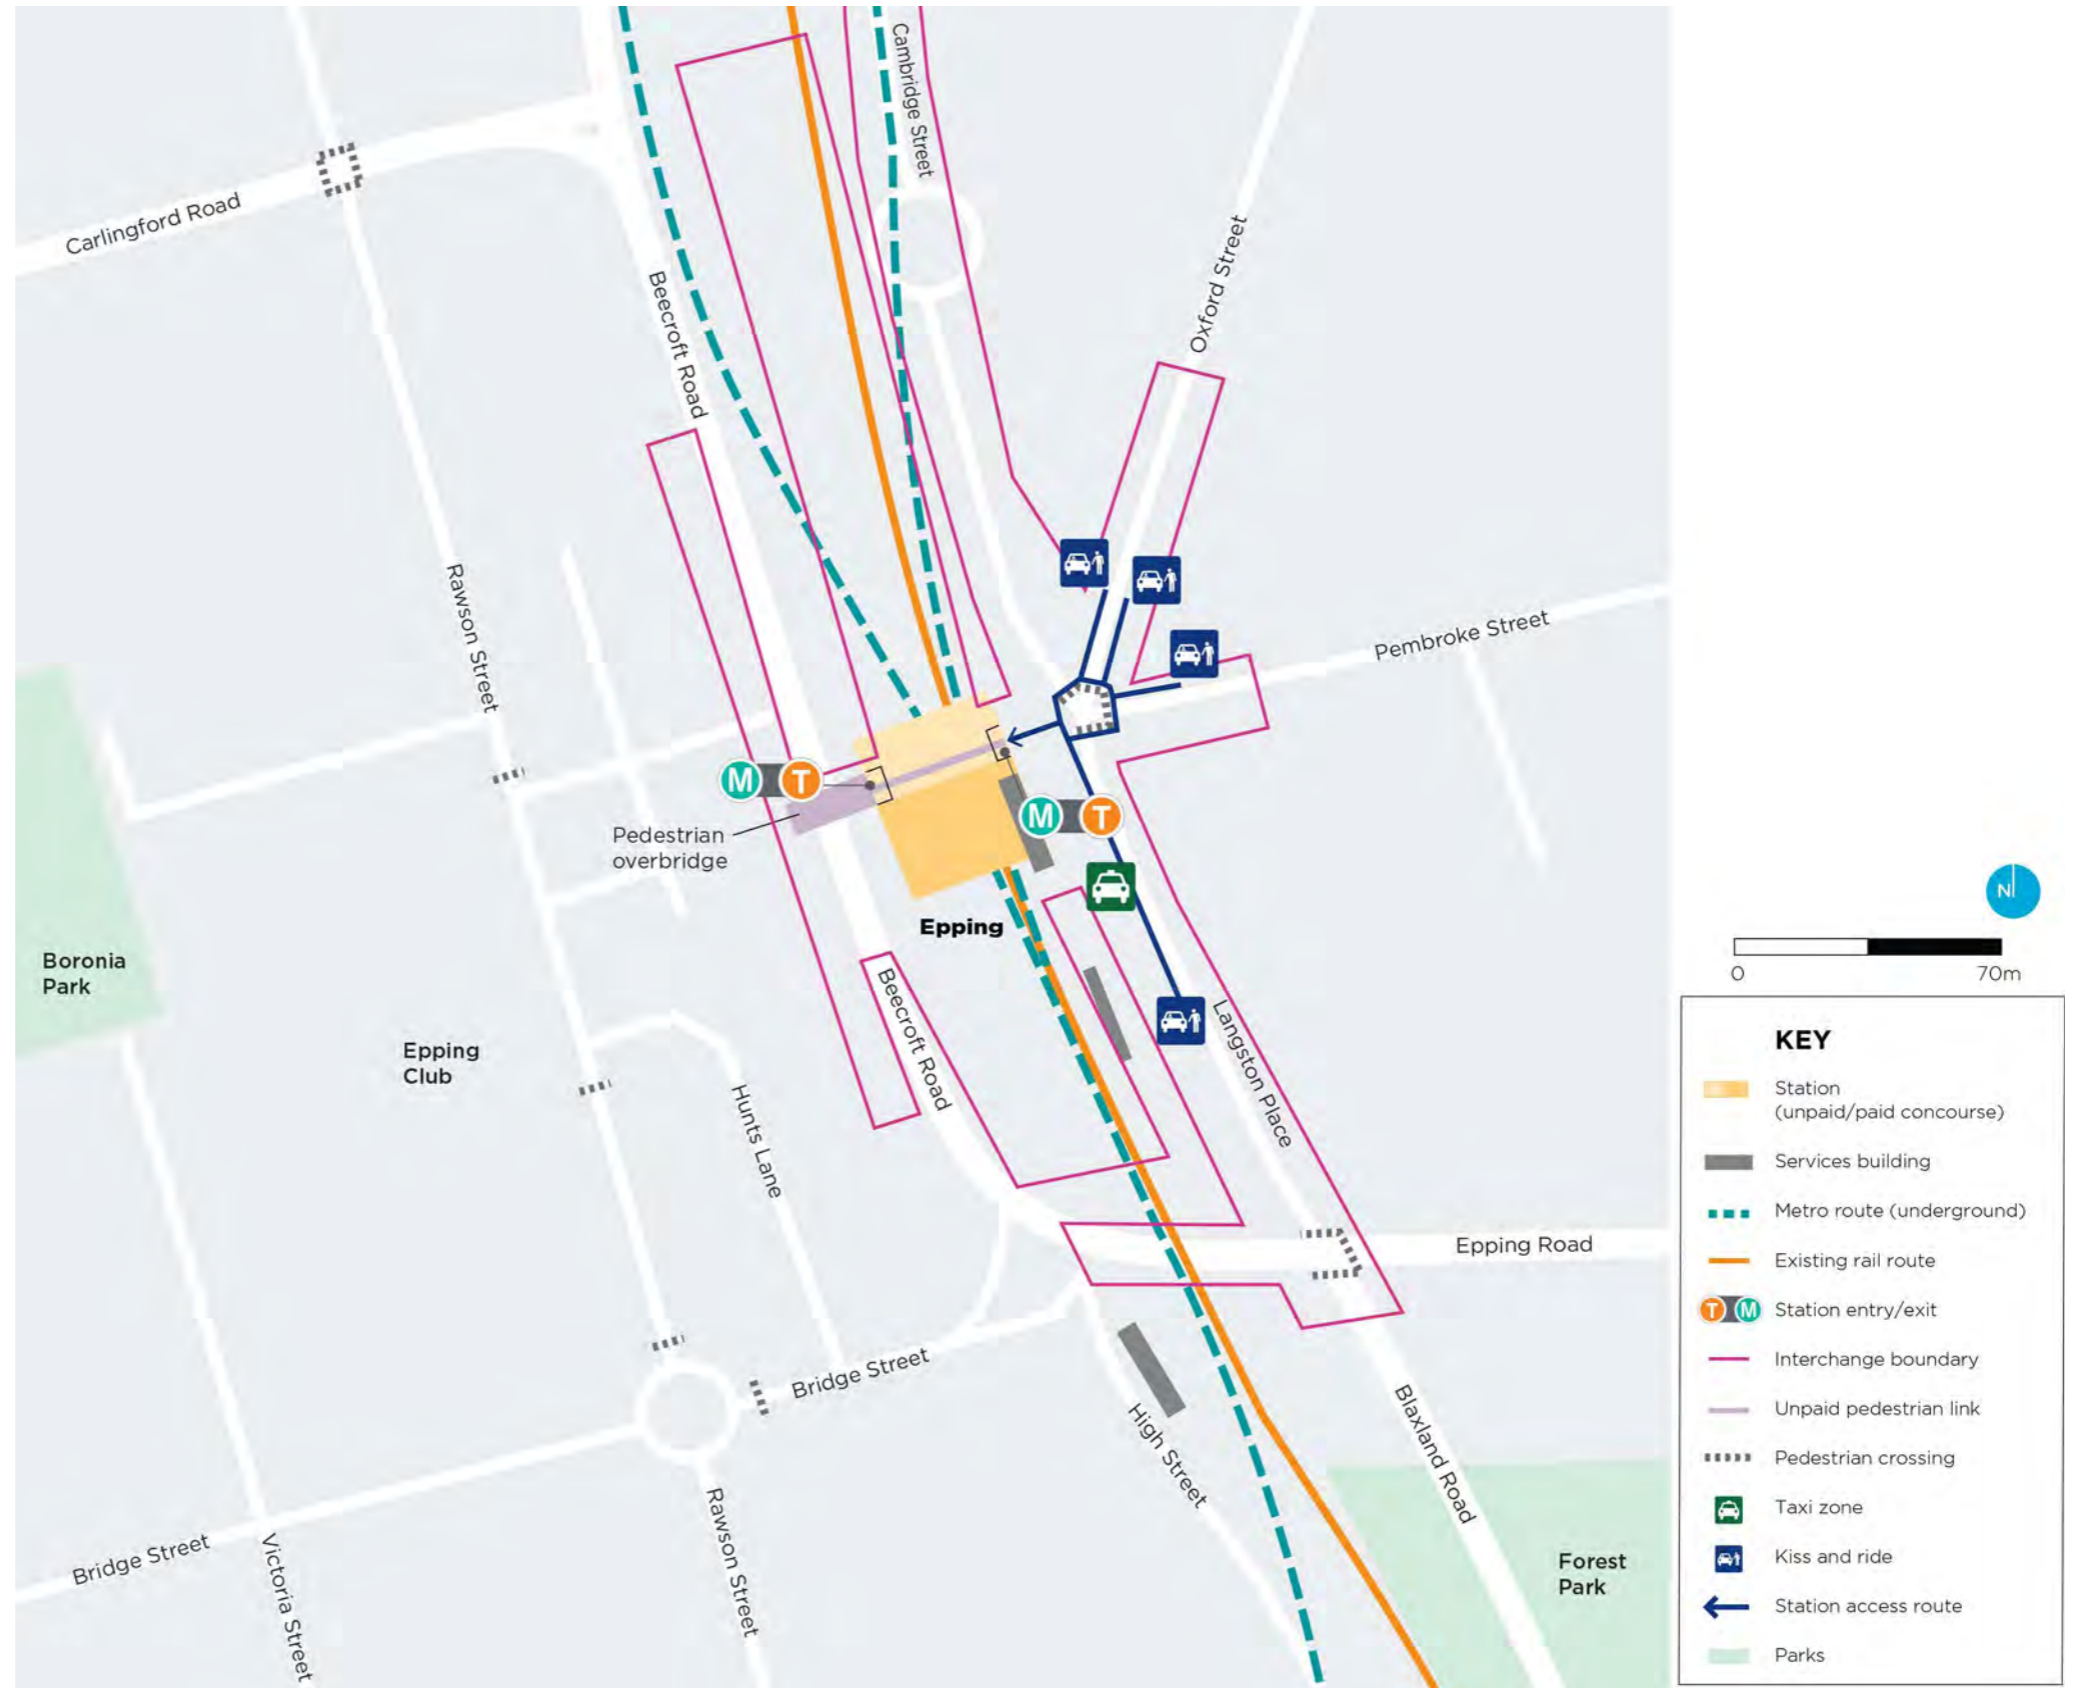 Cambridge Street
Carlingford Road
Oxford Street
Beecroft Road
Rawson Street
Pembroke Street
M T
Pedestrian
overbridge
M T
Epping
Boronia
Park
Epping
Club
Beecroft Road
Langston Place
Hunts Lane
Epping Road
Bridge Street
High Street
Blaxland Road
Rawson Street
Bridge Street
Victoria Street
Forest
Park
N
0 70m
KEY
Station
(unpaid/paid concourse)
Services building
Metro route (underground)
Existing rail route
T M Station entry/exit
Interchange boundary
Unpaid pedestrian link
Pedestrian crossing
Taxi zone
Kiss and ride
Station access route
Parks